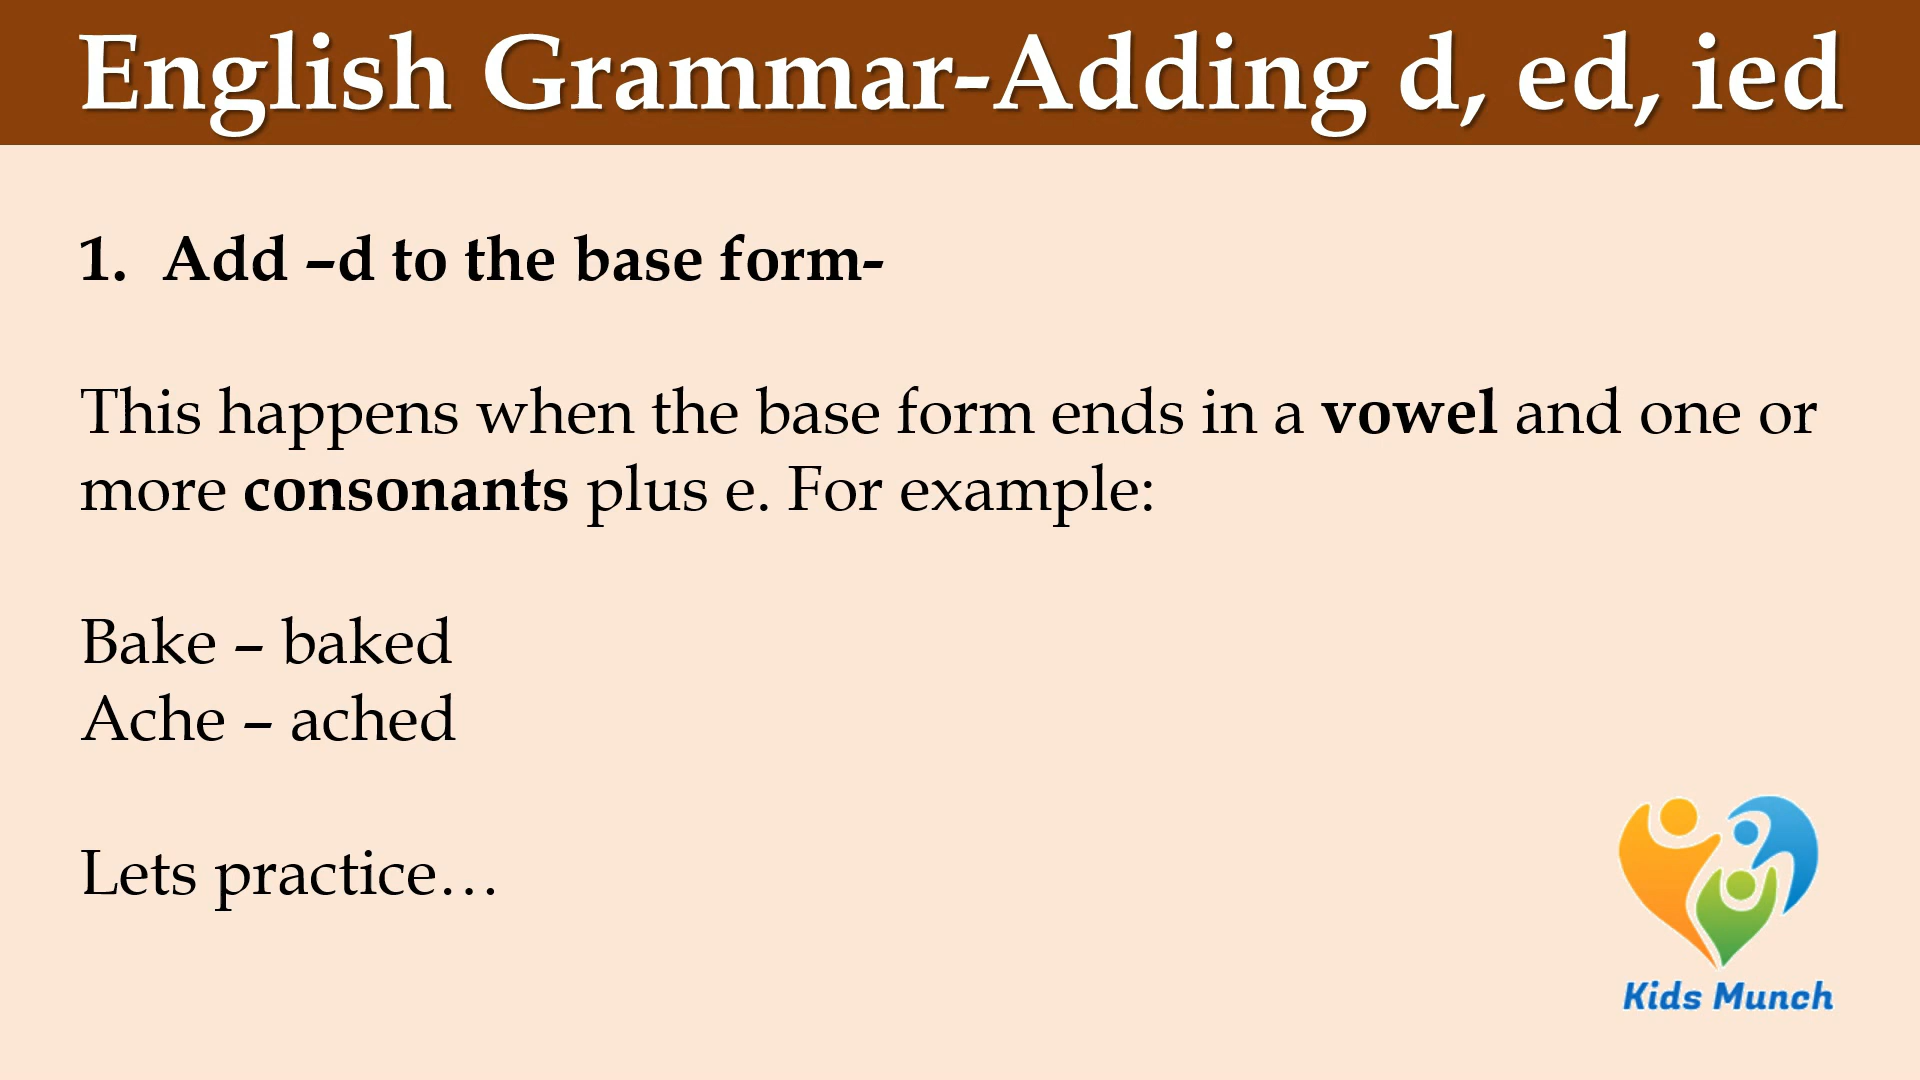 English Grammar-Adding d, ed, ied
1. Add –d to the base form-
This happens when the base form ends in a vowel and one or
more consonants plus e. For example:
Bake – baked
Ache – ached
Lets practice…
Kids Munch